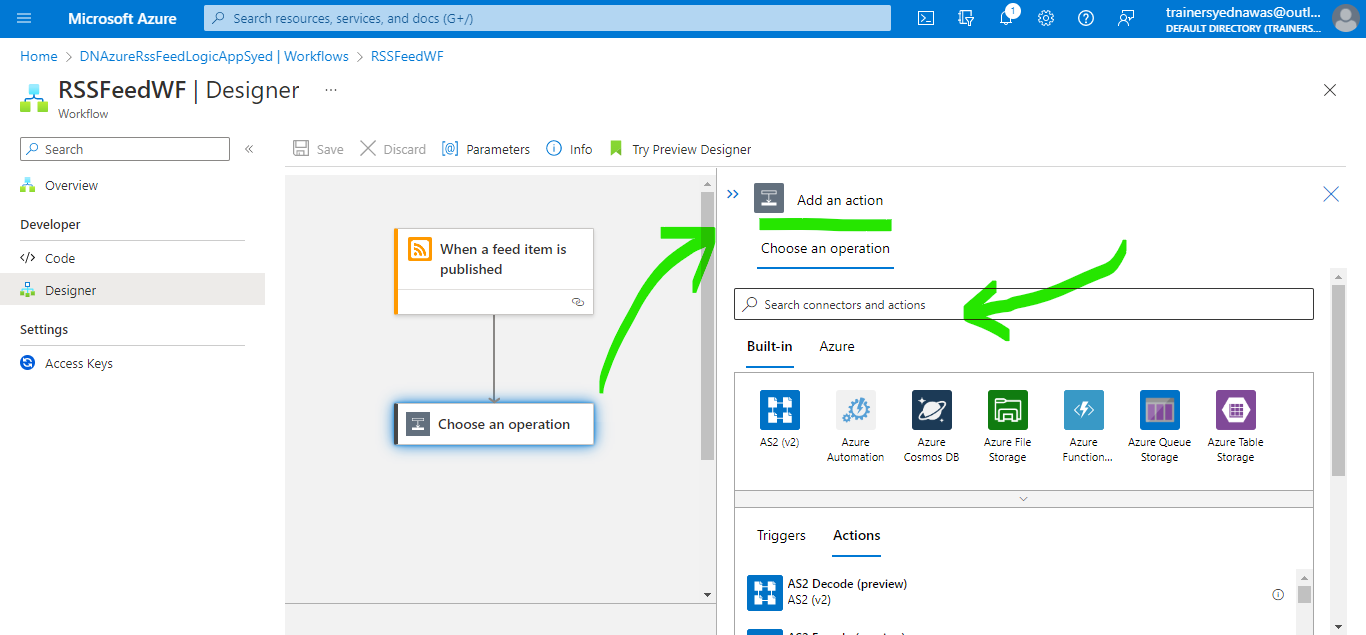 Microsoft Azure
Search resources, services, and docs (G+/)
1
trainersyednawas@outl...
DEFAULT DIRECTORY (TRAINERS...
Home > DNAzureRssFeedLogicAppSyed | Workflows > RSSFeedWF
RSSFeedWF | Designer ...
Workflow
Search
«
Overview
Developer
</> Code
Designer
Settings
Access Keys
Save
Discard
[@] Parameters
Info
Try Preview Designer
When a feed item is
published
Choose an operation
»
Add an action
Choose an operation
Search connectors and actions
Built-in
Azure
AS2 (v2)
Azure
Automation
Azure
Cosmos DB
Azure File
Storage
Azure
Function...
Azure Queue
Storage
Azure Table
Storage
Triggers
Actions
AS2 Decode (preview)
AS2 (v2)